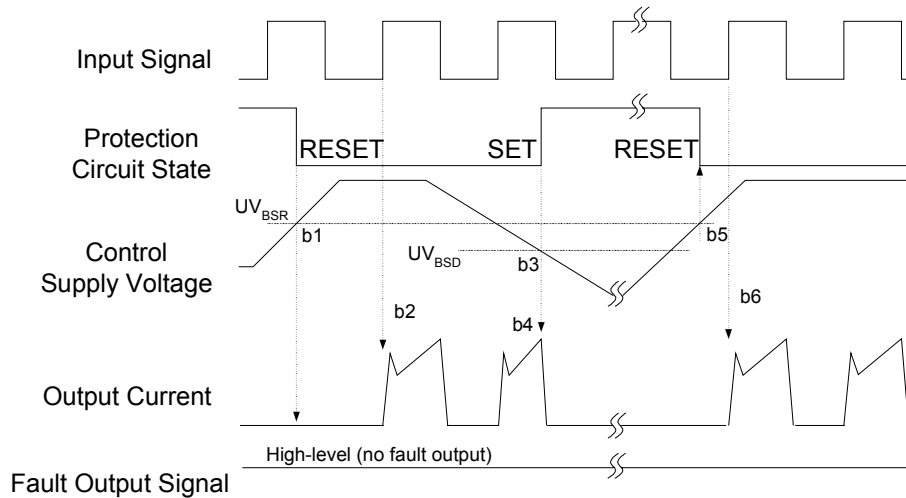 Input Signal
Protection
Circuit State
RESET
SET
RESET
UV_BSR
b1
b5
Control
Supply Voltage
UV_BSD
b3
b2
b4
b6
Output Current
High-level (no fault output)
Fault Output Signal